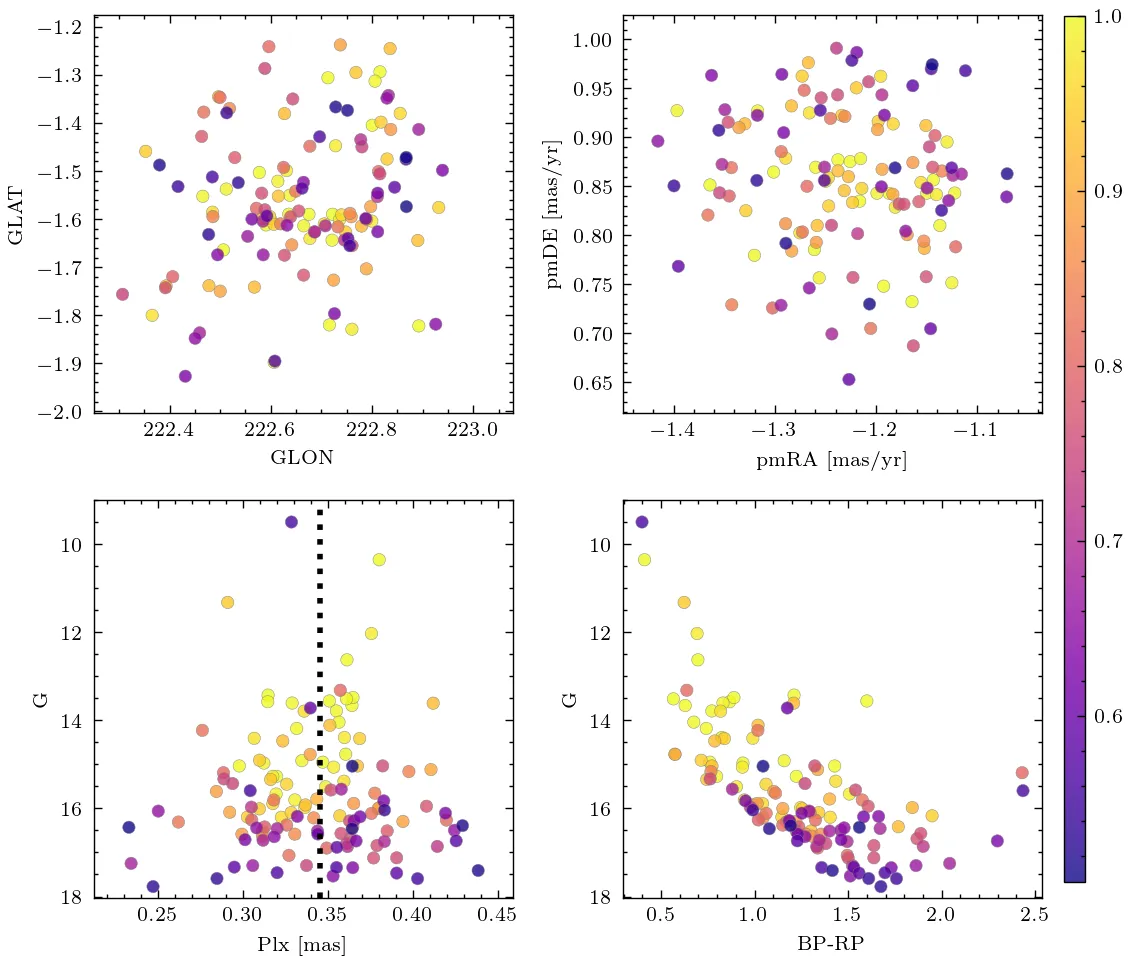 −1.2
−1.3
−1.4
−1.5
−1.6
−1.7
−1.8
−1.9
−2.0
GLAT
222.4 222.6 222.8 223.0
GLON
1.00
0.95
0.90
0.85
0.80
0.75
0.70
0.65
pmDE [mas/yr]
−1.4 −1.3 −1.2 −1.1
pmRA [mas/yr]
10
12
14
16
18
G
0.25 0.30 0.35 0.40 0.45
Plx [mas]
10
12
14
16
18
G
0.5 1.0 1.5 2.0 2.5
BP-RP
1.0
0.9
0.8
0.7
0.6